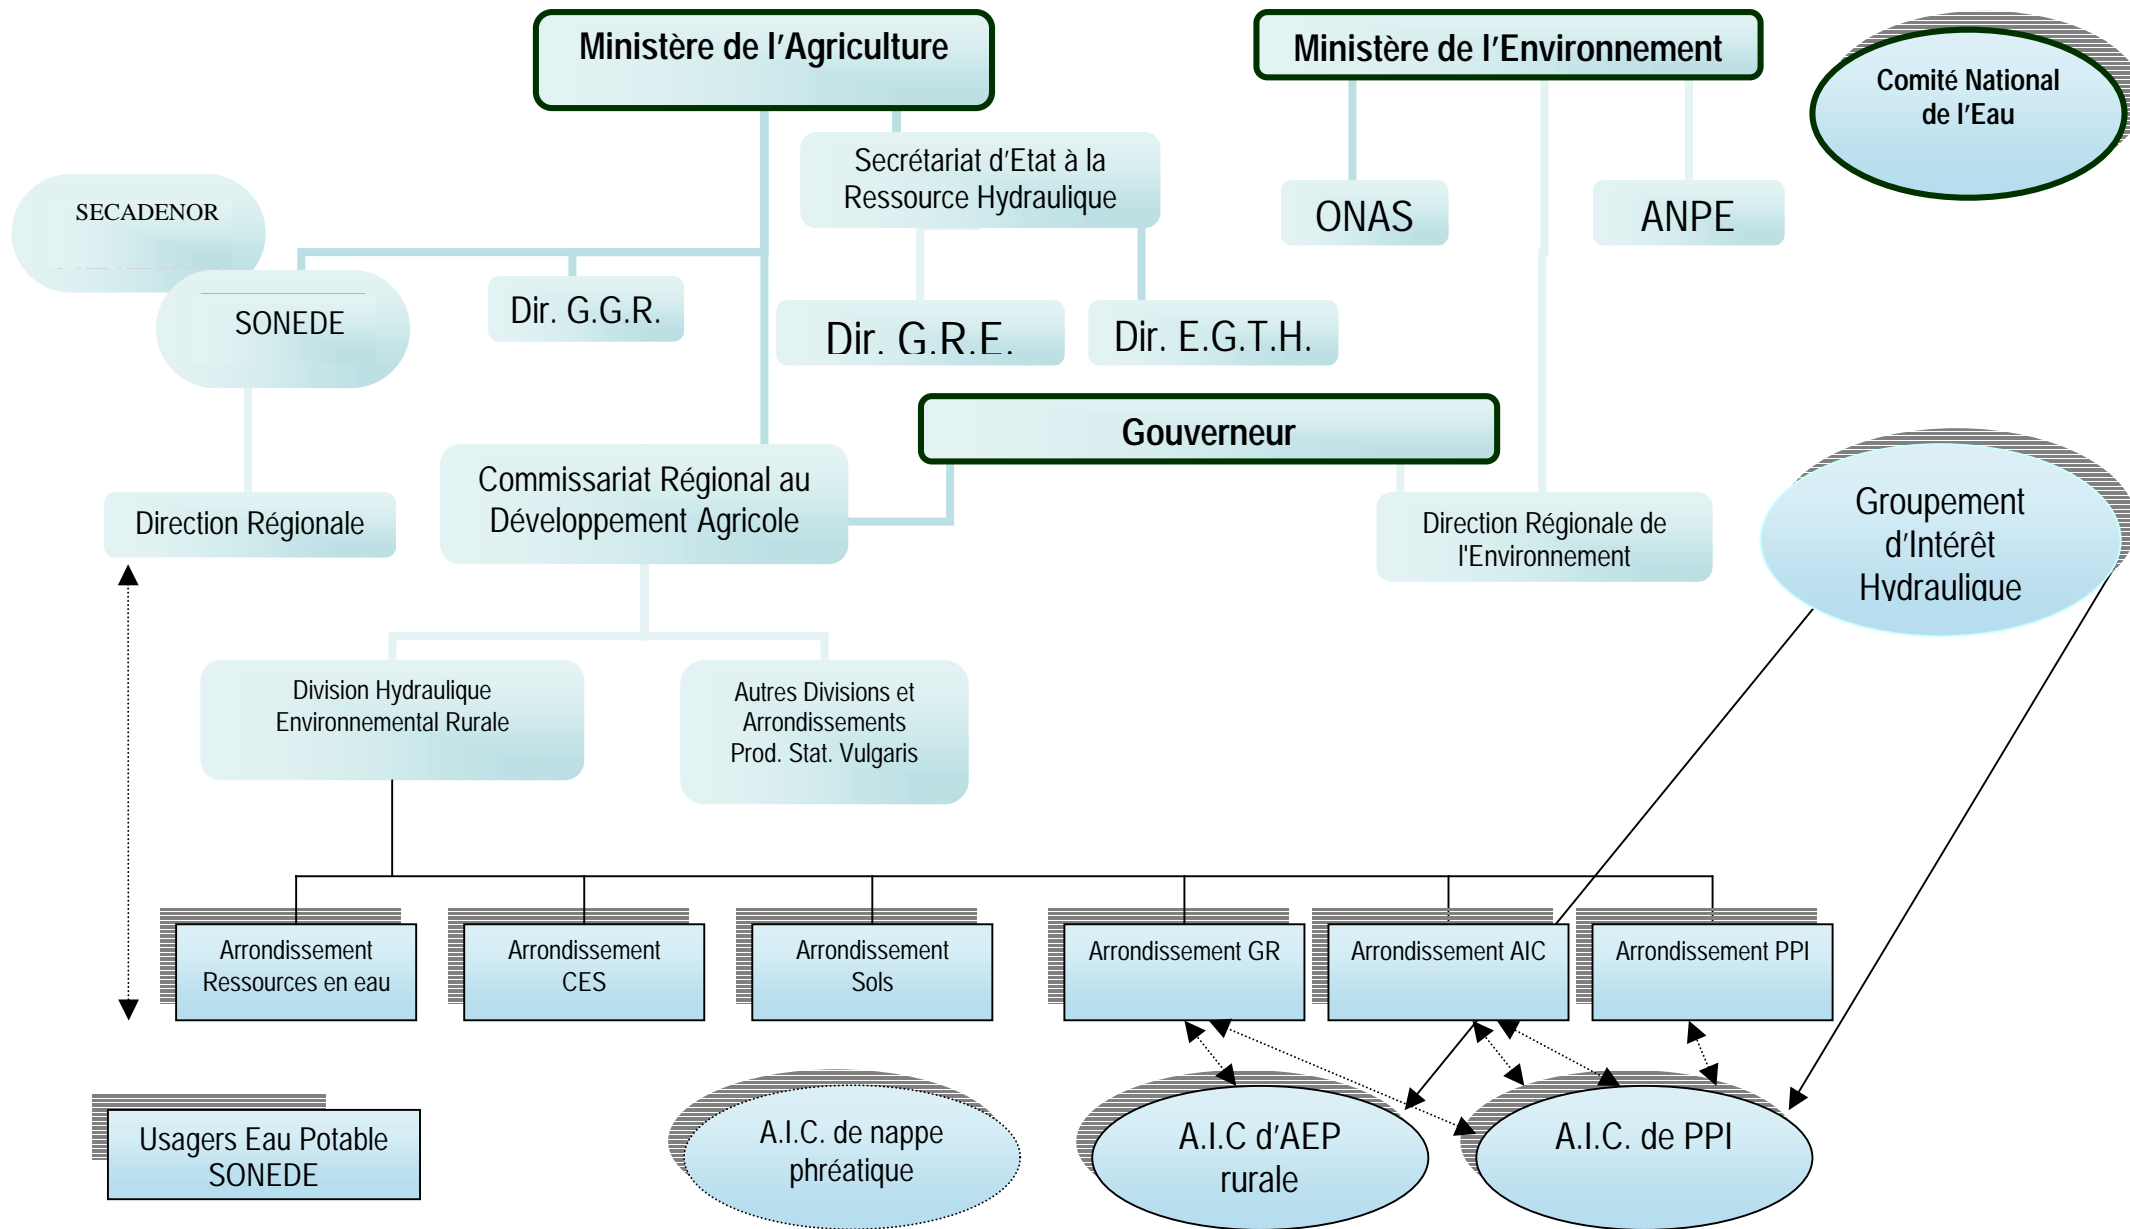 Ministère de l'Agriculture
Ministère de l'Environnement
Comité National
de l'Eau
Secrétariat d'Etat à la
Ressource Hydraulique
SECADENOR
ONAS
ANPE
SONEDE
Dir. G.G.R.
Dir. G.R.E.
Dir. E.G.T.H.
Gouverneur
Commissariat Régional au
Développement Agricole
Direction Régionale
Direction Régionale de
l'Environnement
Groupement
d'Intérêt
Hydraulique
Division Hydraulique
Environnemental Rurale
Autres Divisions et
Arrondissements
Prod. Stat. Vulgaris
Arrondissement
Ressources en eau
Arrondissement
CES
Arrondissement
Sols
Arrondissement GR
Arrondissement AIC
Arrondissement PPI
Usagers Eau Potable
SONEDE
A.I.C. de nappe
phréatique
A.I.C d'AEP
rurale
A.I.C. de PPI